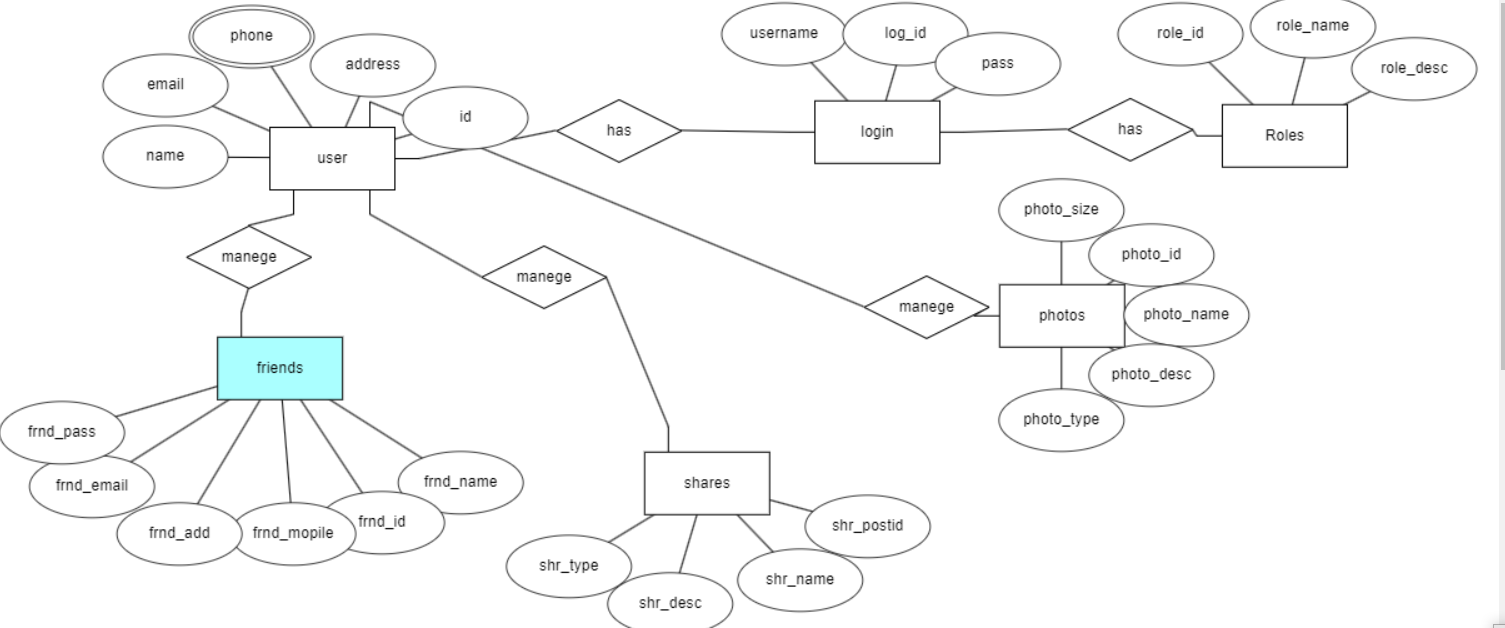 phone
address
email
id
name
user
has
username
log_id
pass
login
has
role_id
role_name
role_desc
Roles
manege
manege
manege
photo_size
photo_id
photo_name
photos
photo_desc
photo_type
friends
frnd_pass
frnd_email
frnd_add
frnd_mopile
frnd_id
frnd_name
shares
shr_type
shr_desc
shr_name
shr_postid